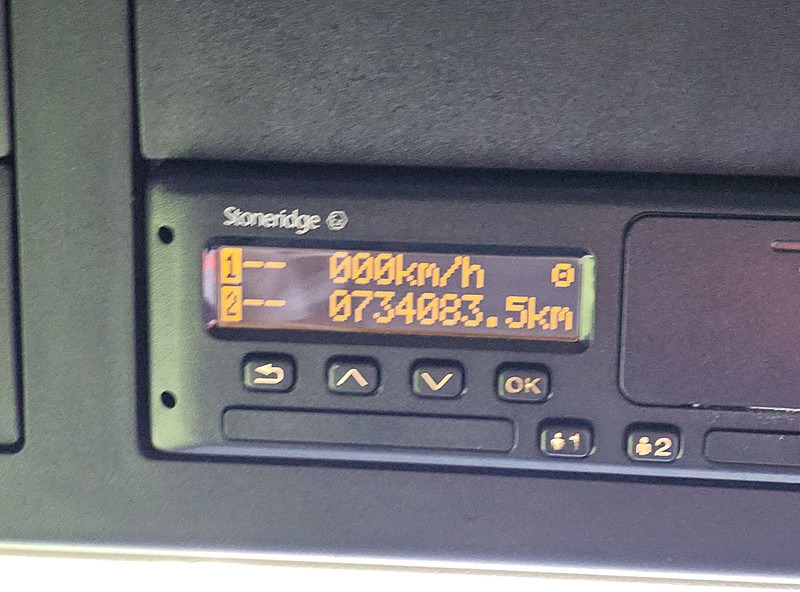 Stoneridge
1-- 000km/h
2-- 0734083.5km
OK
1
2